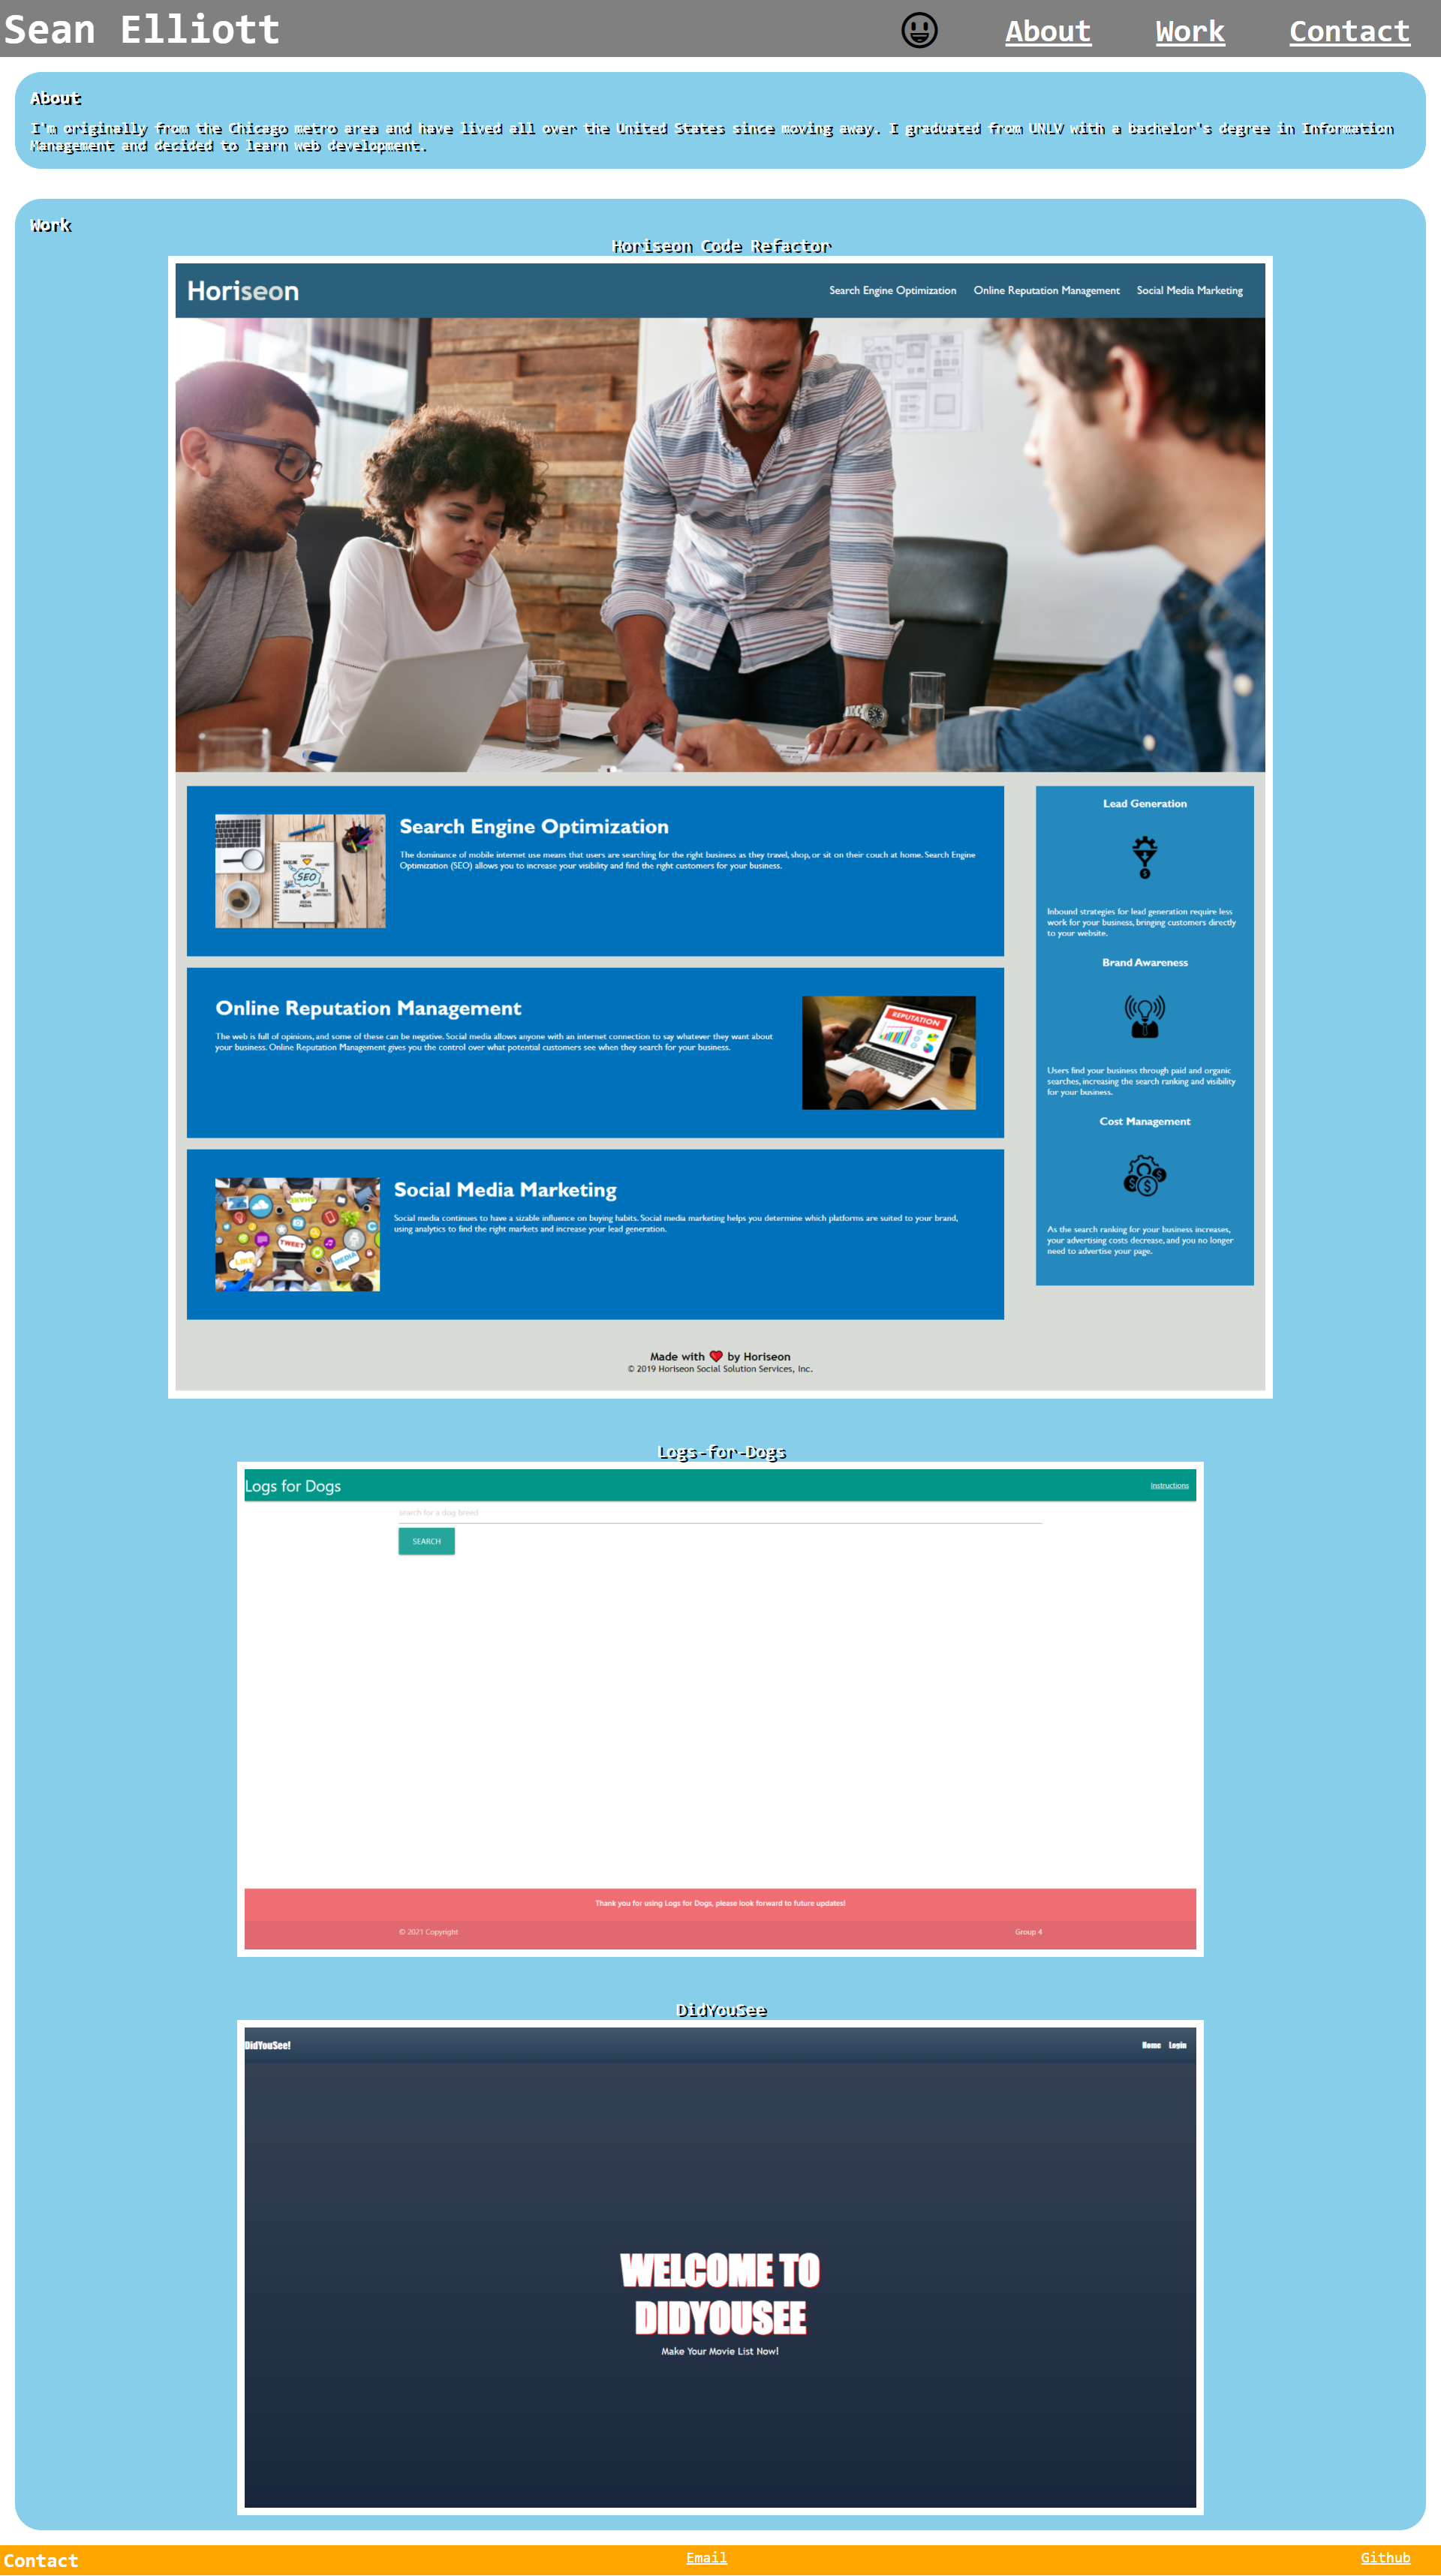 Sean Elliott
About
Work
Contact
About
I'm originally from the Chicago metro area and have lived all over the United States since moving away. I graduated from UNLV with a bachelor's degree in Information
Management and decided to learn web development.
Work
Horiseon Code Refactor
Horiseon
Search Engine Optimization
Online Reputation Management
Social Media Marketing
Search Engine Optimization
The dominance of mobile internet use means that users are searching for the right business as they travel, shop, or sit on their couch at home. Search Engine
Optimization (SEO) allows you to increase your visibility and find the right customers for your business.
SEO
Online Reputation Management
The web is full of opinions, and some of these can be negative. Social media allows anyone with an internet connection to say whatever they want about
your business. Online Reputation Management gives you the control over what potential customers see when they search for your business.
REPUTATION
Social Media Marketing
Social media continues to have a sizable influence on buying habits. Social media marketing helps you determine which platforms are suited to your brand,
using analytics to find the right markets and increase your lead generation.
SHARE
TWEET
LIKE
MEDIA
Lead Generation
Inbound strategies for lead generation require less
work for your business, bringing customers directly
to your website.
Brand Awareness
Users find your business through paid and organic
searches, increasing the search ranking and visibility
for your business.
Cost Management
As the search ranking for your business increases,
your advertising costs decrease, and you no longer
need to advertise your page.
Made with ❤ by Horiseon
© 2019 Horiseon Social Solution Services, Inc.
Logs-for-Dogs
Logs for Dogs
Instructions
search for a dog breed
SEARCH
Thank you for using Logs for Dogs, please look forward to future updates!
© 2021 Copyright
Group 4
DidYouSee
DidYouSee!
Home
Login
WELCOME TO
DIDYOUSEE
Make Your Movie List Now!
Contact
Email
Github